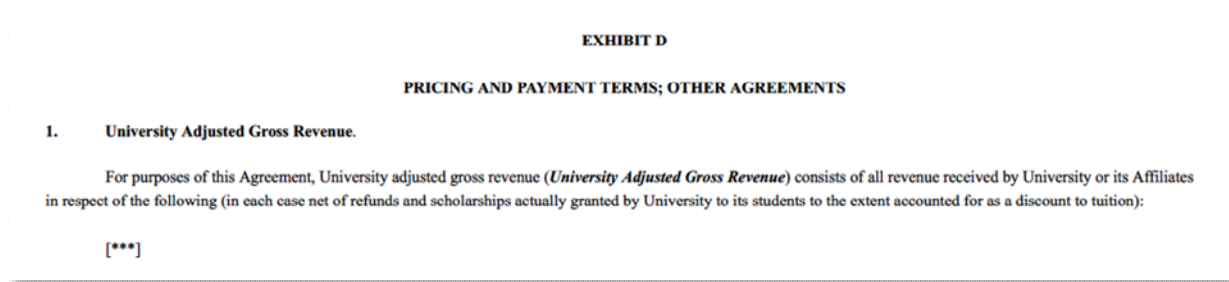 EXHIBIT D
PRICING AND PAYMENT TERMS; OTHER AGREEMENTS
1. University Adjusted Gross Revenue.
For purposes of this Agreement, University adjusted gross revenue (University Adjusted Gross Revenue) consists of all revenue received by University or its Affiliates
in respect of the following (in each case net of refunds and scholarships actually granted by University to its students to the extent accounted for as a discount to tuition):
[***]